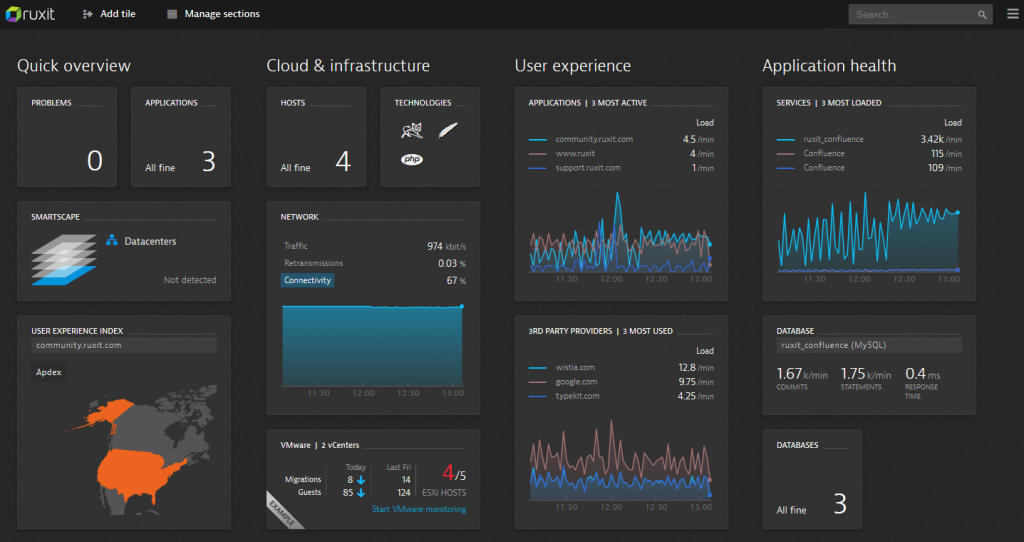 ruxit
Add tile
Manage sections
Search ...
Quick overview
PROBLEMS
0
APPLICATIONS
All fine 3
SMARTSCAPE
Datacenters
Not detected
USER EXPERIENCE INDEX
community.ruxit.com
Apdex
Cloud & infrastructure
HOSTS
All fine 4
TECHNOLOGIES
php
NETWORK
Traffic 974 kbit/s
Retransmissions 0.03 %
Connectivity 67 %
11:30 12:00 12:30 13:00
VMware | 2 vCenters
Today Last Fri
Migrations 8 14
Guests 85 124
4/5
ESXi HOSTS
Start VMware monitoring
EXAMPLE
User experience
APPLICATIONS | 3 MOST ACTIVE
Load
community.ruxit.com 4.5 /min
www.ruxit 4 /min
support.ruxit.com 1 /min
11:30 12:00 12:30 13:00
3RD PARTY PROVIDERS | 3 MOST USED
Load
wistia.com 12.8 /min
google.com 9.75 /min
typekit.com 4.25 /min
11:30 12:00 12:30 13:00
Application health
SERVICES | 3 MOST LOADED
Load
ruxit_confluence 3.42k /min
Confluence 115 /min
Confluence 109 /min
11:30 12:00 12:30 13:00
DATABASE
ruxit_confluence (MySQL)
1.67 k/min 1.75 k/min 0.4 ms
COMMITS STATEMENTS RESPONSE
TIME
DATABASES
All fine 3